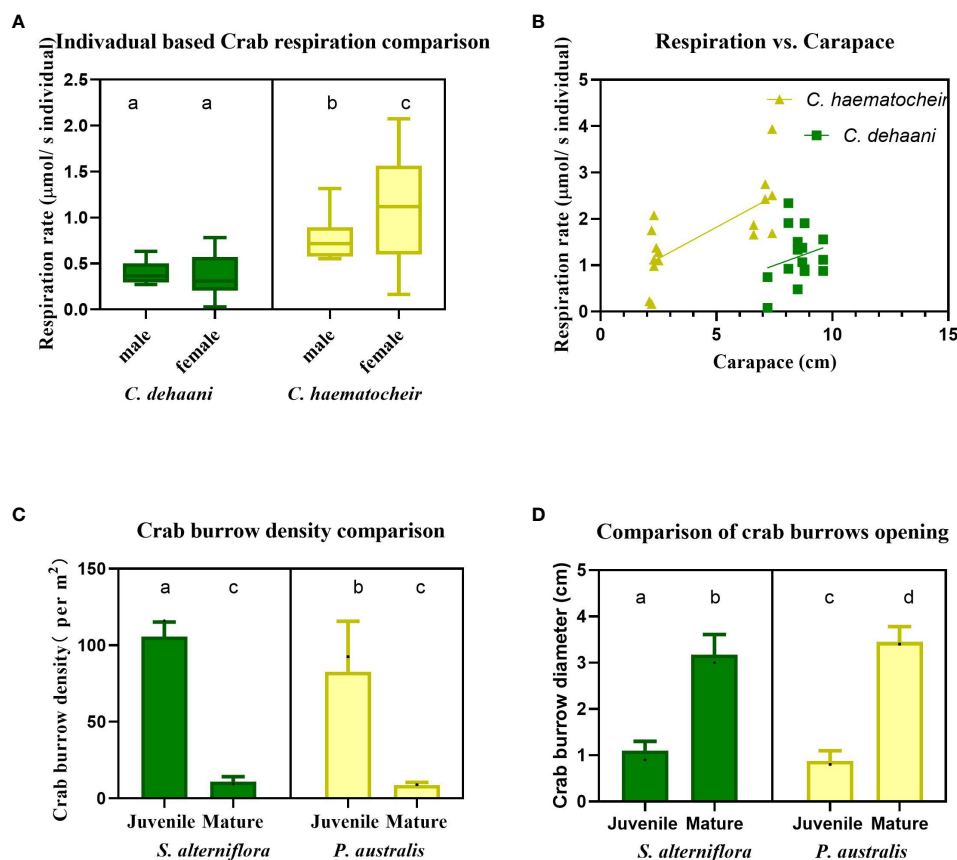 A
Indivadual based Crab respiration comparison
Respiration rate (μmol/ s individual)
2.5
2.0
1.5
1.0
0.5
0.0
a
a
b
c
male
female
male
female
C. dehaani
C. haematocheir
B
Respiration vs. Carapace
Respiration rate (μmol/ s individual)
5
4
3
2
1
0
C. haematocheir
C. dehaani
0
5
10
15
Carapace (cm)
C
Crab burrow density comparison
Crab burrow density( per m²)
150
100
50
0
a
c
b
c
Juvenile Mature
Juvenile Mature
S. alterniflora
P. australis
D
Comparison of crab burrows opening
Crab burrow diameter (cm)
5
4
3
2
1
0
a
b
c
d
Juvenile Mature
Juvenile Mature
S. alterniflora
P. australis